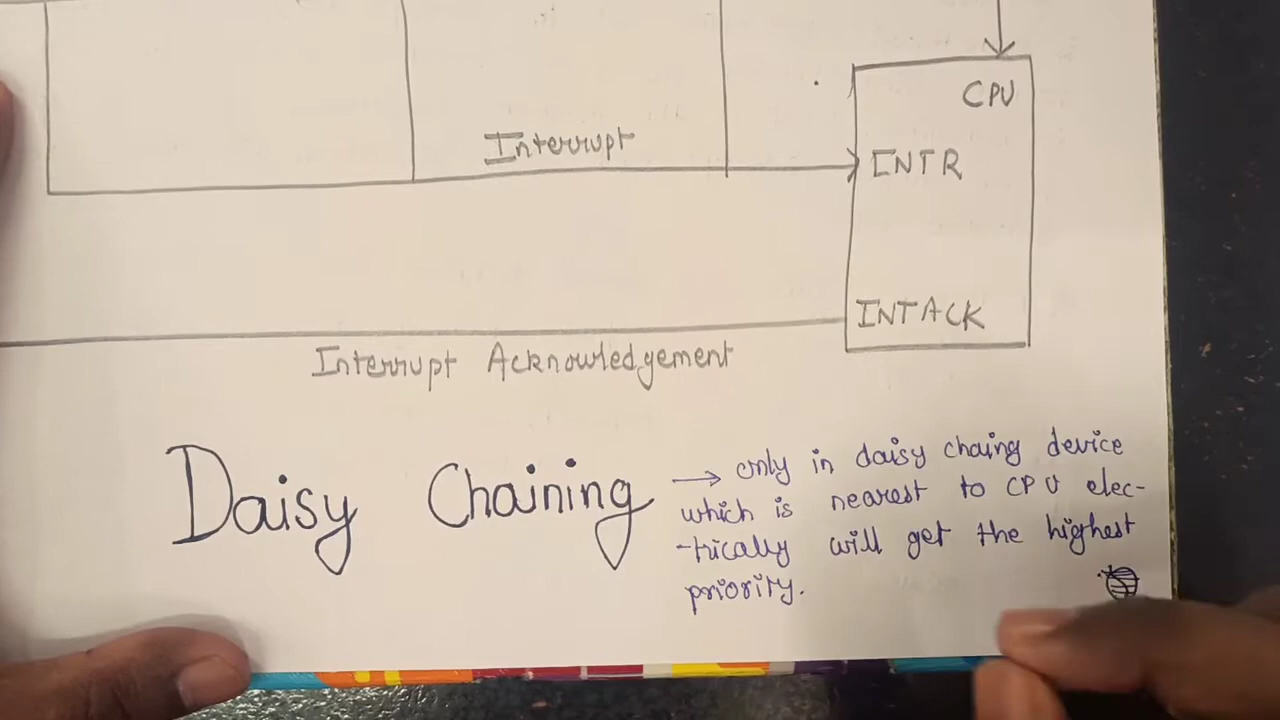 CPU
Interrupt
INTR
INTACK
Interrupt Acknowledgement
Daisy Chaining
→ only in daisy chaing device
which is nearest to CPU elec-
-trically will get the highest
priority.